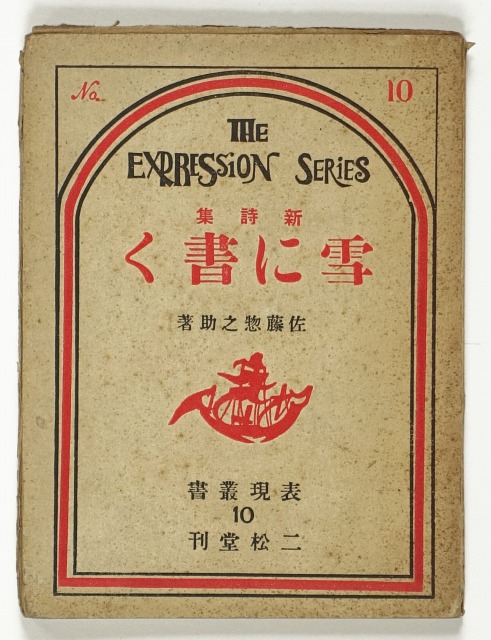 No. 10
THE
EXPRESSION SERIES
新詩集
雪に書く
佐藤惣之助著
表現叢書
10
二松堂刊